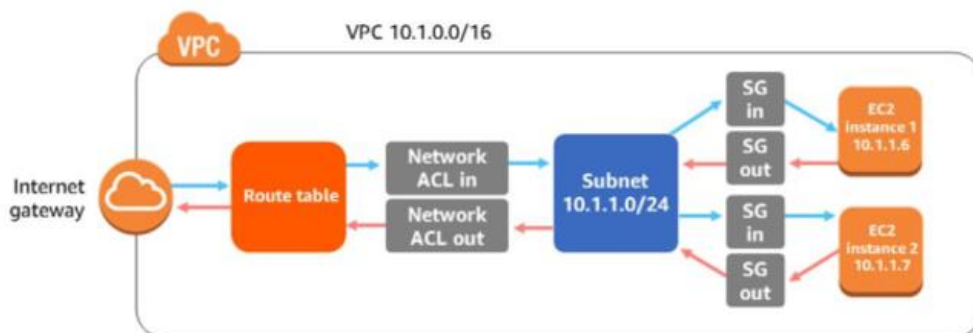 VPC
VPC 10.1.0.0/16
Internet
gateway
Route table
Network
ACL in
Network
ACL out
Subnet
10.1.1.0/24
SG
in
SG
out
EC2
instance 1
10.1.1.6
SG
in
SG
out
EC2
instance 2
10.1.1.7